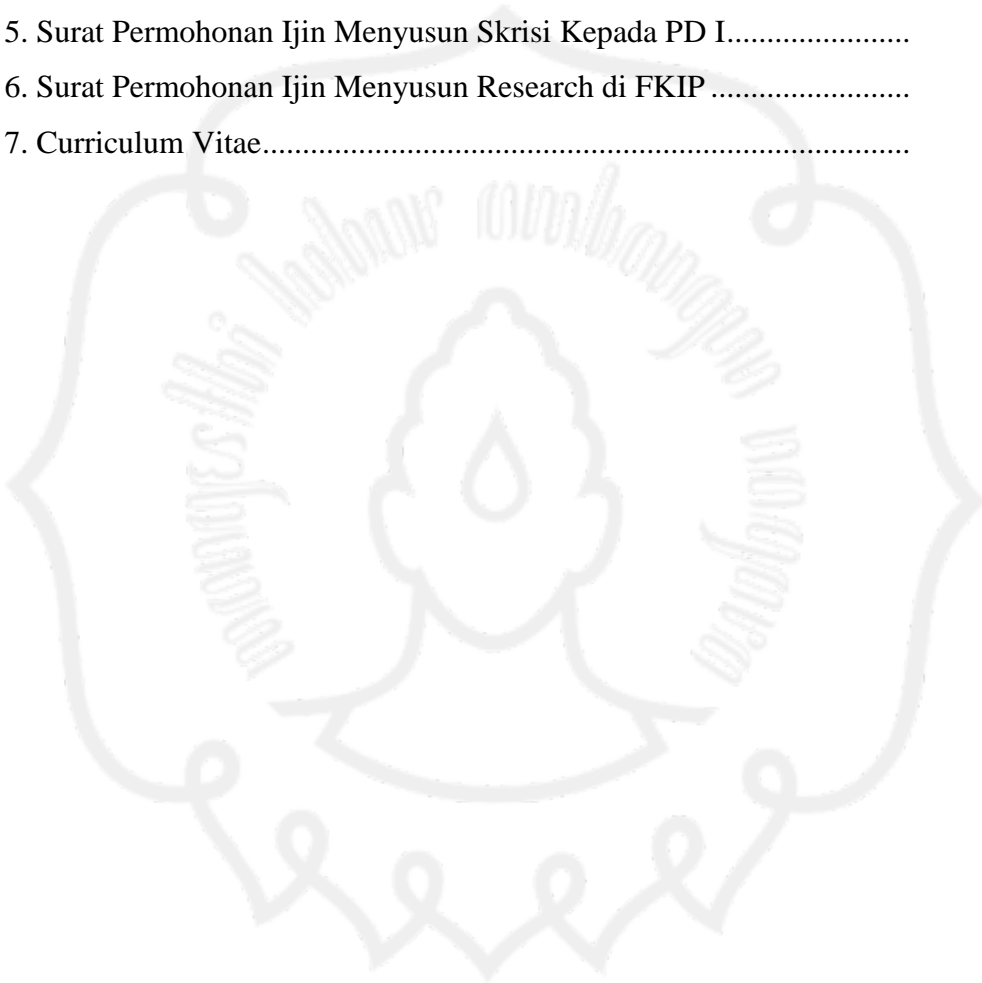 5. Surat Permohonan Ijin Menyusun Skrisi Kepada PD I.......................
6. Surat Permohonan Ijin Menyusun Research di FKIP .........................
7. Curriculum Vitae.................................................................................